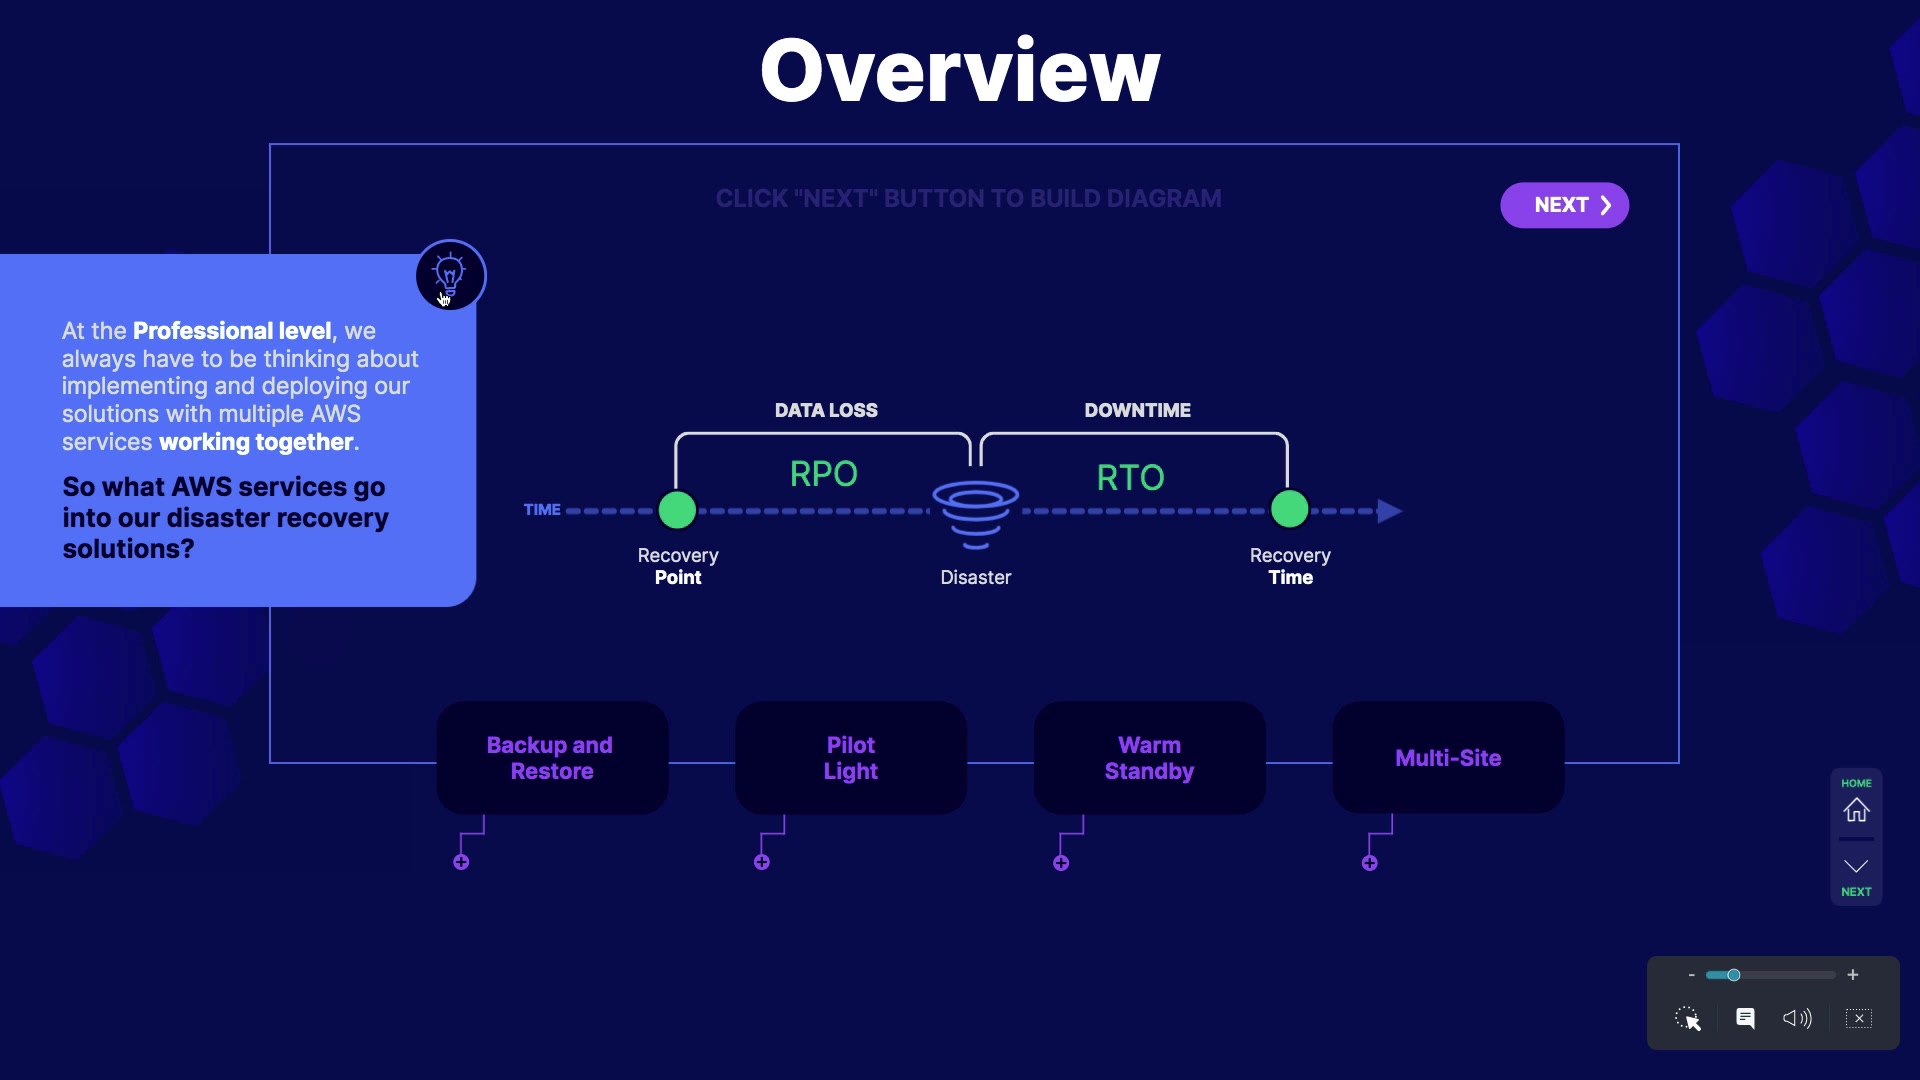 Overview
CLICK "NEXT" BUTTON TO BUILD DIAGRAM
NEXT
At the Professional level, we
always have to be thinking about
implementing and deploying our
solutions with multiple AWS
services working together.
So what AWS services go
into our disaster recovery
solutions?
DATA LOSS
DOWNTIME
RPO
RTO
TIME
Recovery
Point
Disaster
Recovery
Time
Backup and
Restore
Pilot
Light
Warm
Standby
Multi-Site
HOME
NEXT